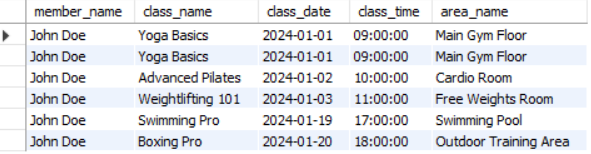 member_name class_name class_date class_time area_name
John Doe Yoga Basics 2024-01-01 09:00:00 Main Gym Floor
John Doe Yoga Basics 2024-01-01 09:00:00 Main Gym Floor
John Doe Advanced Pilates 2024-01-02 10:00:00 Cardio Room
John Doe Weightlifting 101 2024-01-03 11:00:00 Free Weights Room
John Doe Swimming Pro 2024-01-19 17:00:00 Swimming Pool
John Doe Boxing Pro 2024-01-20 18:00:00 Outdoor Training Area